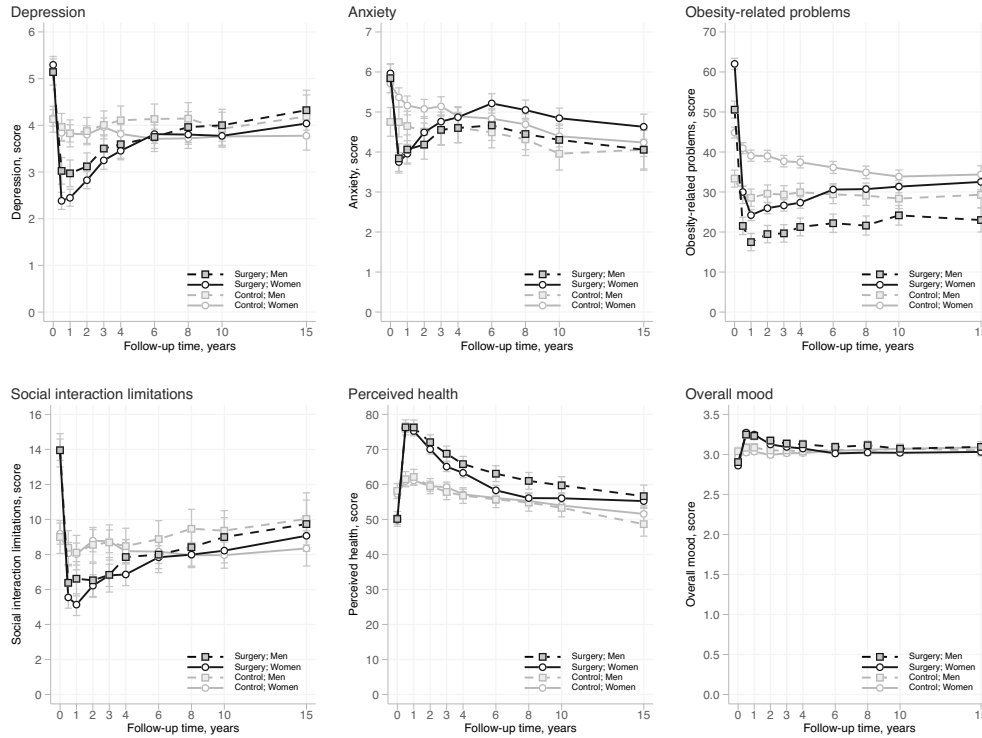 Depression
6
5
4
3
2
1
0
Depression, score
Surgery; Men
Surgery; Women
Control; Men
Control; Women
0 1 2 3 4 6 8 10 15
Follow-up time, years
Anxiety
7
6
5
4
3
2
1
0
Anxiety, score
Surgery; Men
Surgery; Women
Control; Men
Control; Women
0 1 2 3 4 6 8 10 15
Follow-up time, years
Obesity-related problems
70
60
50
40
30
20
10
0
Obesity-related problems, score
Surgery; Men
Surgery; Women
Control; Men
Control; Women
0 1 2 3 4 6 8 10 15
Follow-up time, years
Social interaction limitations
16
14
12
10
8
6
4
2
0
Social interaction limitations, score
Surgery; Men
Surgery; Women
Control; Men
Control; Women
0 1 2 3 4 6 8 10 15
Follow-up time, years
Perceived health
80
70
60
50
40
30
20
10
0
Perceived health, score
Surgery; Men
Surgery; Women
Control; Men
Control; Women
0 1 2 3 4 6 8 10 15
Follow-up time, years
Overall mood
3.5
3.0
2.5
2.0
1.5
1.0
0.5
0.0
Overall mood, score
Surgery; Men
Surgery; Women
Control; Men
Control; Women
0 1 2 3 4 6 8 10 15
Follow-up time, years